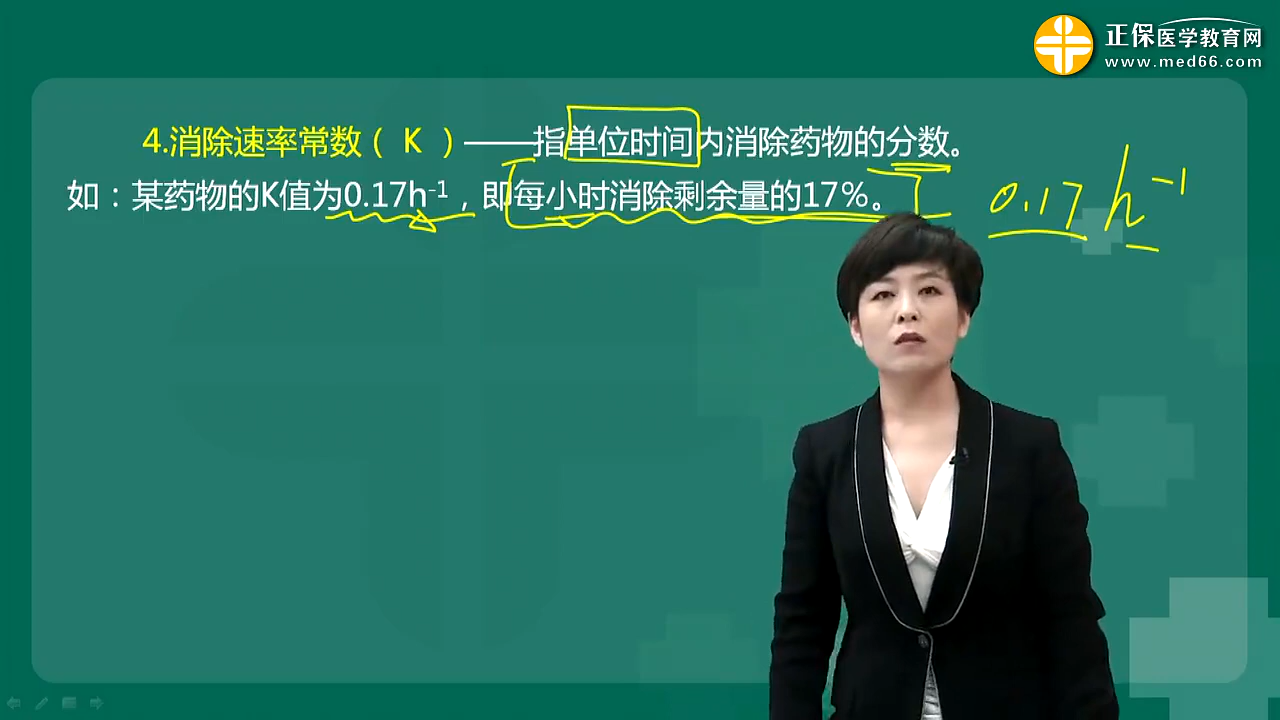 正保医学教育网
www.med66.com
4.消除速率常数（ K ）——指单位时间内消除药物的分数。
如：某药物的K值为0.17h⁻¹，即每小时消除剩余量的17%。
0.17 h⁻¹